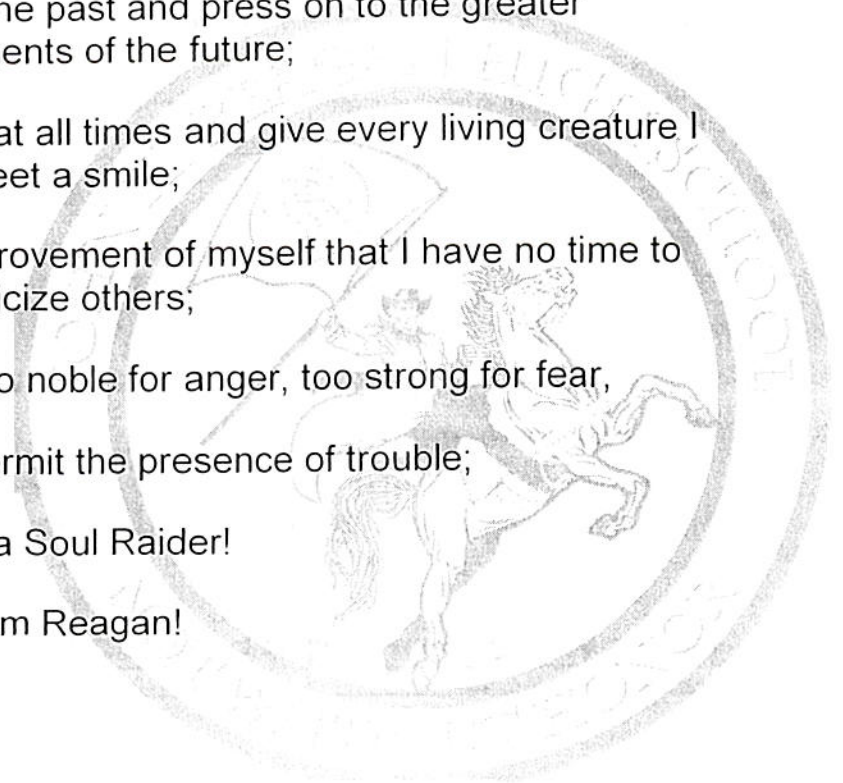 past and press on to the greater
ents of the future;
at all times and give every living creature I
eet a smile;
rovement of myself that I have no time to
cize others;
o noble for anger, too strong for fear,
rmit the presence of trouble;
a Soul Raider!
m Reagan!